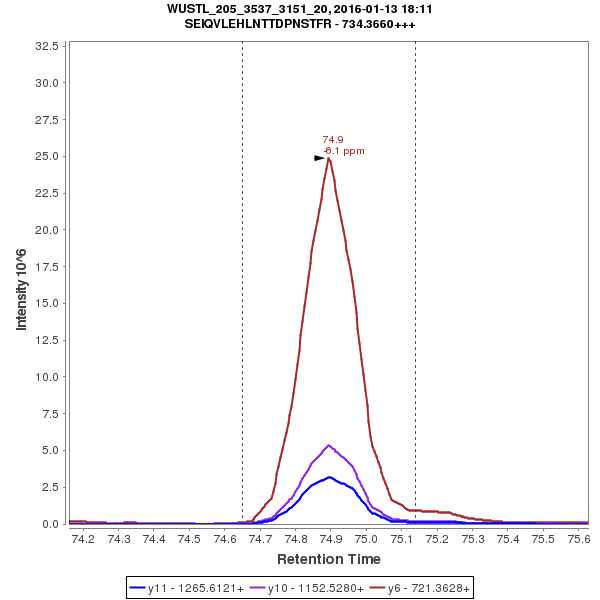 WUSTL_205_3537_3151_20, 2016-01-13 18:11
SEIQVLEHLNTTDPNSTFR - 734.3660+++
32.5
30.0
27.5
25.0
22.5
20.0
17.5
15.0
12.5
10.0
7.5
5.0
2.5
0.0
Intensity 10^6
74.9
-6.1 ppm
74.2 74.3 74.4 74.5 74.6 74.7 74.8 74.9 75.0 75.1 75.2 75.3 75.4 75.5 75.6
Retention Time
y11 - 1265.6121+ y10 - 1152.5280+ y6 - 721.3628+